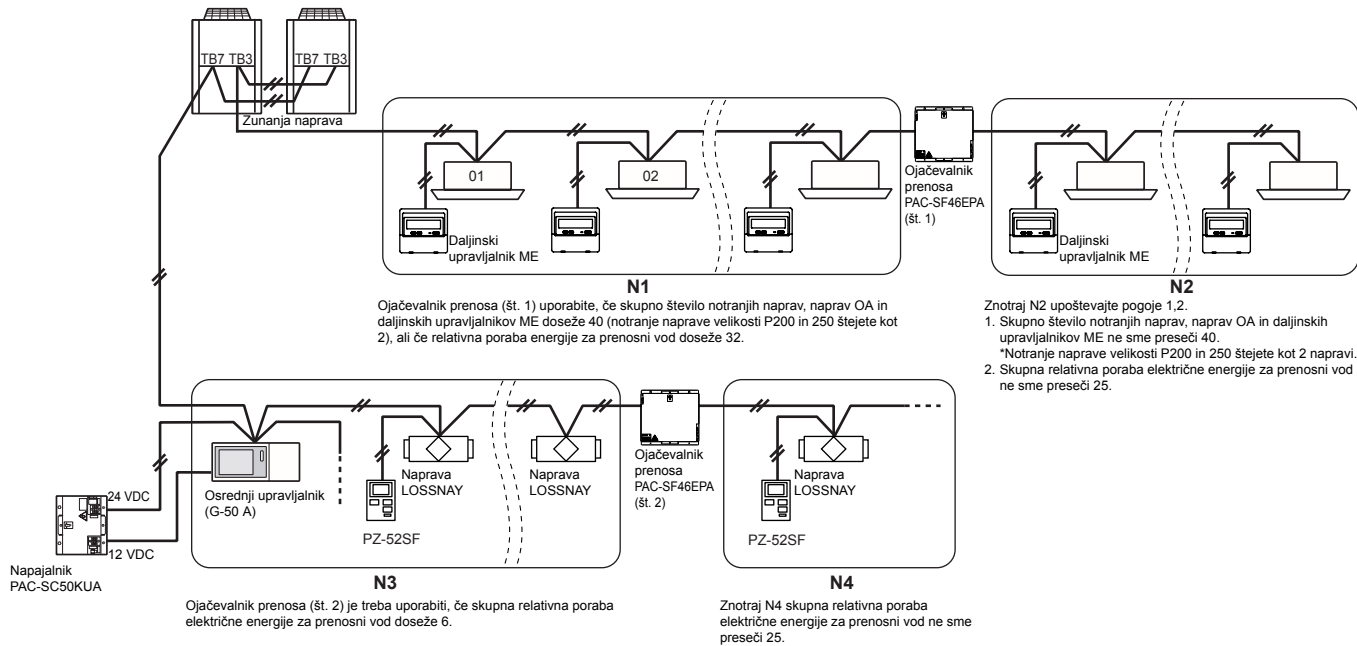 TB7 TB3
TB7 TB3
Zunanja naprava
01
02
Daljinski
upravljalnik ME
N1
Ojačevalnik
prenosa
PAC-SF46EPA
(št. 1)
Daljinski
upravljalnik ME
N2
Ojačevalnik prenosa (št. 1) uporabite, če skupno število notranjih naprav, naprav OA in
daljinskih upravljalnikov ME doseže 40 (notranje naprave velikosti P200 in 250 štejete kot
2), ali če relativna poraba energije za prenosni vod doseže 32.
Znotraj N2 upoštevajte pogoje 1,2.
1. Skupno število notranjih naprav, naprav OA in daljinskih
upravljalnikov ME ne sme preseči 40.
*Notranje naprave velikosti P200 in 250 štejete kot 2 napravi.
2. Skupna relativna poraba električne energije za prenosni vod
ne sme preseči 25.
24 VDC
12 VDC
Napajalnik
PAC-SC50KUA
Osrednji upravljalnik
(G-50 A)
Naprava
LOSSNAY
PZ-52SF
Naprava
LOSSNAY
N3
Ojačevalnik
prenosa
PAC-SF46EPA
(št. 2)
Naprava
LOSSNAY
PZ-52SF
N4
Ojačevalnik prenosa (št. 2) je treba uporabiti, če skupna relativna poraba
električne energije za prenosni vod doseže 6.
Znotraj N4 skupna relativna poraba
električne energije za prenosni vod ne sme
preseči 25.